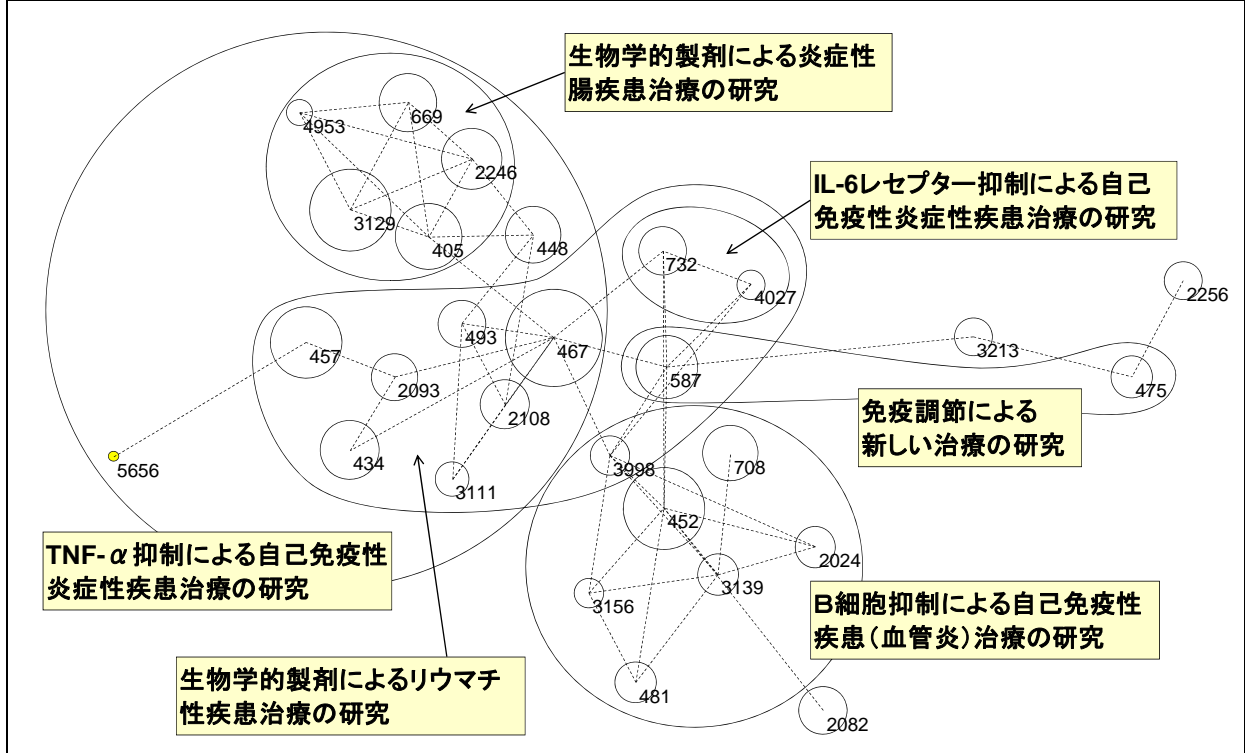 生物学的製剤による炎症性
腸疾患治療の研究
4953
669
2246
3129
405
448
IL-6レセプター抑制による自己
免疫性炎症性疾患治療の研究
732
4027
2256
493
467
457
2093
587
3213
475
2108
434
3111
5656
免疫調節による
新しい治療の研究
3998
708
452
2024
3156
3139
481
2082
TNF-α抑制による自己免疫性
炎症性疾患治療の研究
B細胞抑制による自己免疫性
疾患(血管炎)治療の研究
生物学的製剤によるリウマチ
性疾患治療の研究